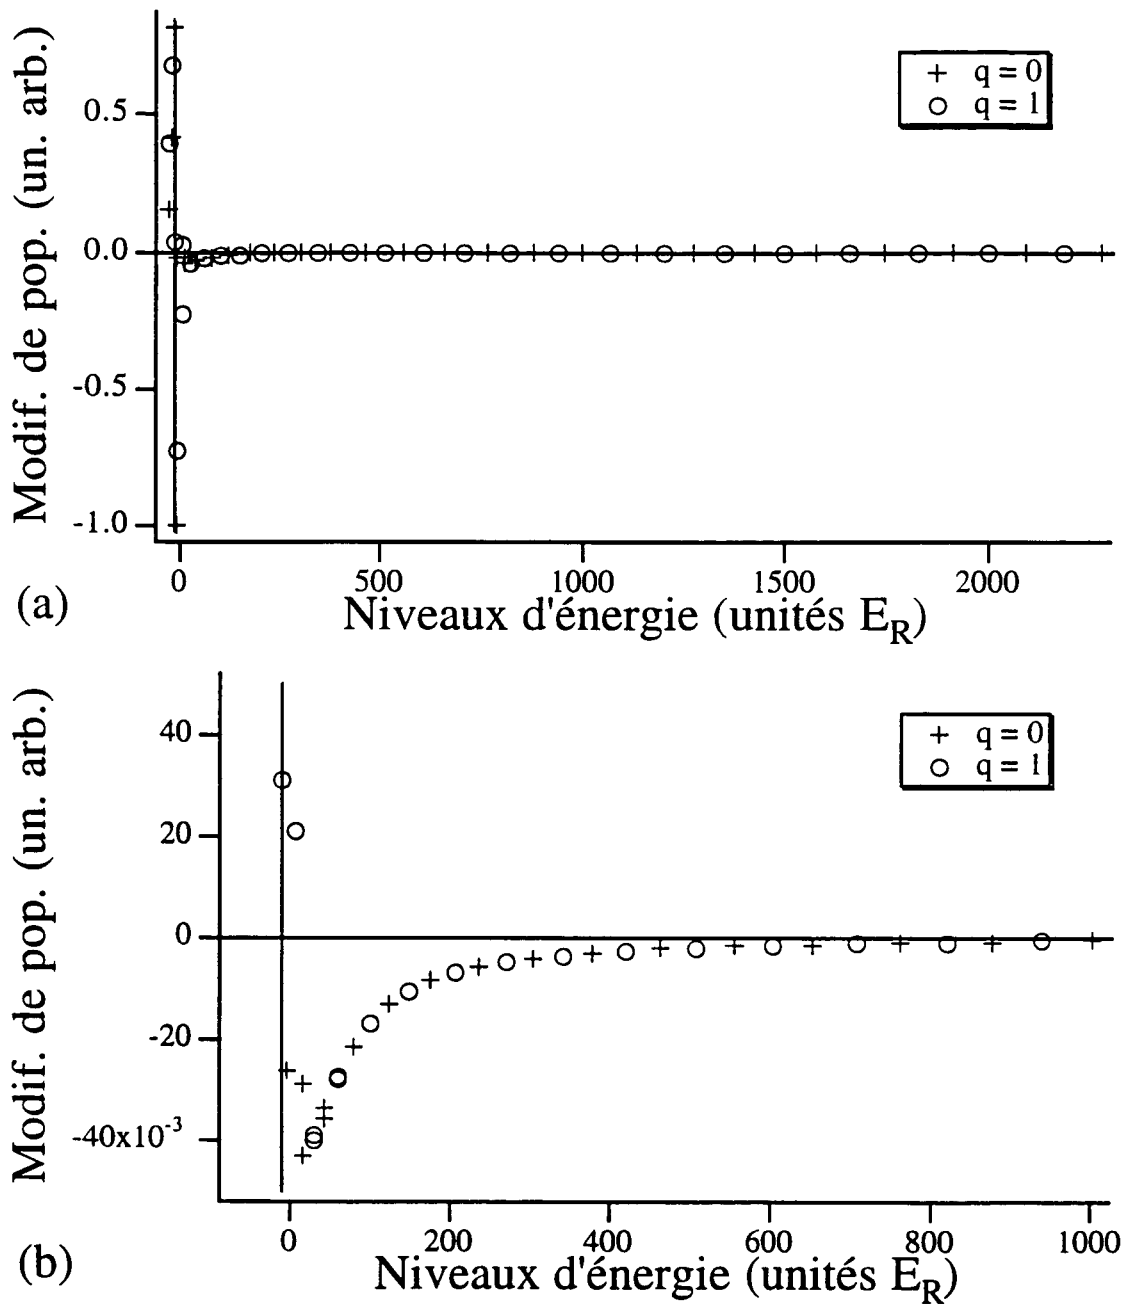 Modif. de pop. (un. arb.)
0.5
0.0
-0.5
-1.0
+ q = 0
o q = 1
0 500 1000 1500 2000
(a)
Niveaux d'énergie (unités E_R)
Modif. de pop. (un. arb.)
40
20
0
-20
-40x10^-3
+ q = 0
o q = 1
0 200 400 600 800 1000
(b)
Niveaux d'énergie (unités E_R)